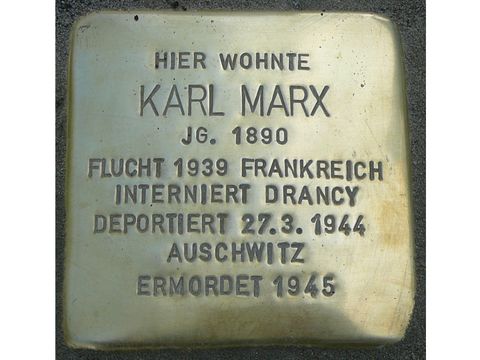 HIER WOHNTE
KARL MARX
JG. 1890
FLUCHT 1939 FRANKREICH
INTERNIERT DRANCY
DEPORTIERT 27.3.1944
AUSCHWITZ
ERMORDET 1945